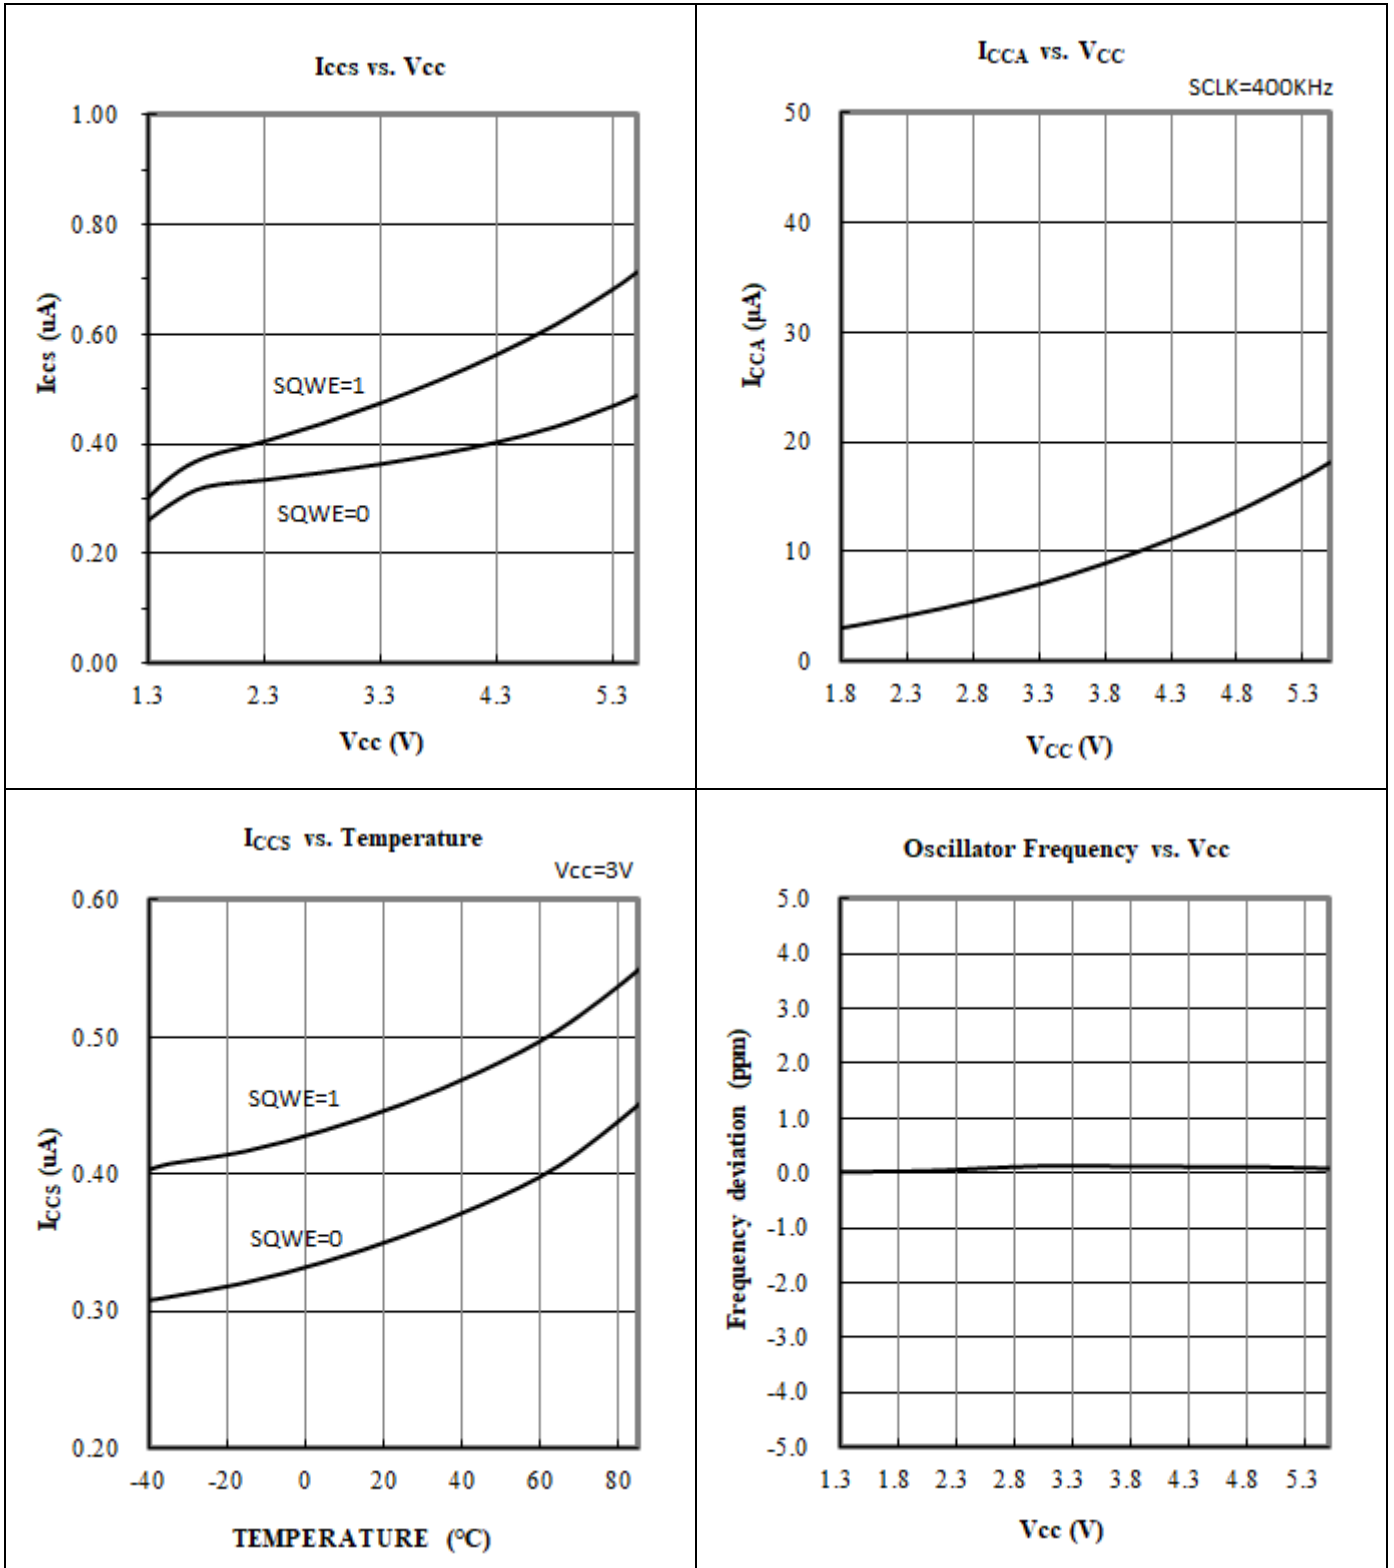 Iccs vs. Vcc
1.00
0.80
0.60
0.40
0.20
0.00
Iccs (uA)
SQWE=1
SQWE=0
1.3 2.3 3.3 4.3 5.3
Vcc (V)
ICCA vs. VCC
SCLK=400KHz
50
40
30
20
10
0
ICCA (µA)
1.8 2.3 2.8 3.3 3.8 4.3 4.8 5.3
VCC (V)
ICCS vs. Temperature
Vcc=3V
0.60
0.50
0.40
0.30
0.20
ICCS (uA)
SQWE=1
SQWE=0
-40 -20 0 20 40 60 80
TEMPERATURE (°C)
Oscillator Frequency vs. Vcc
5.0
4.0
3.0
2.0
1.0
0.0
-1.0
-2.0
-3.0
-4.0
-5.0
Frequency deviation (ppm)
1.3 1.8 2.3 2.8 3.3 3.8 4.3 4.8 5.3
Vcc (V)